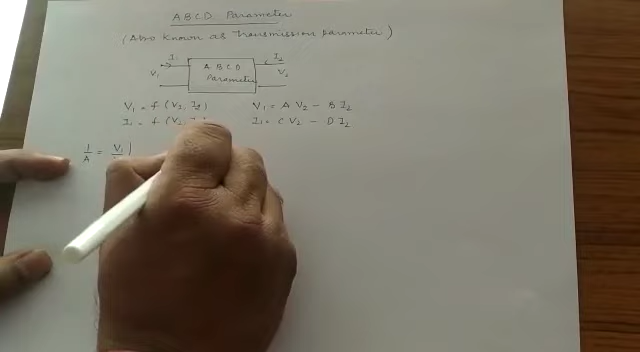 ABCD Parameter
(Also known as Transmission parameter)
I₁ I₂
V₁ ABCD V₂
Parameter
V₁ = f (V₂, I₂) V₁ = A V₂ - B I₂
I₁ = f (V₂, I₁ = C V₂ - D I₂
1/A = V₁